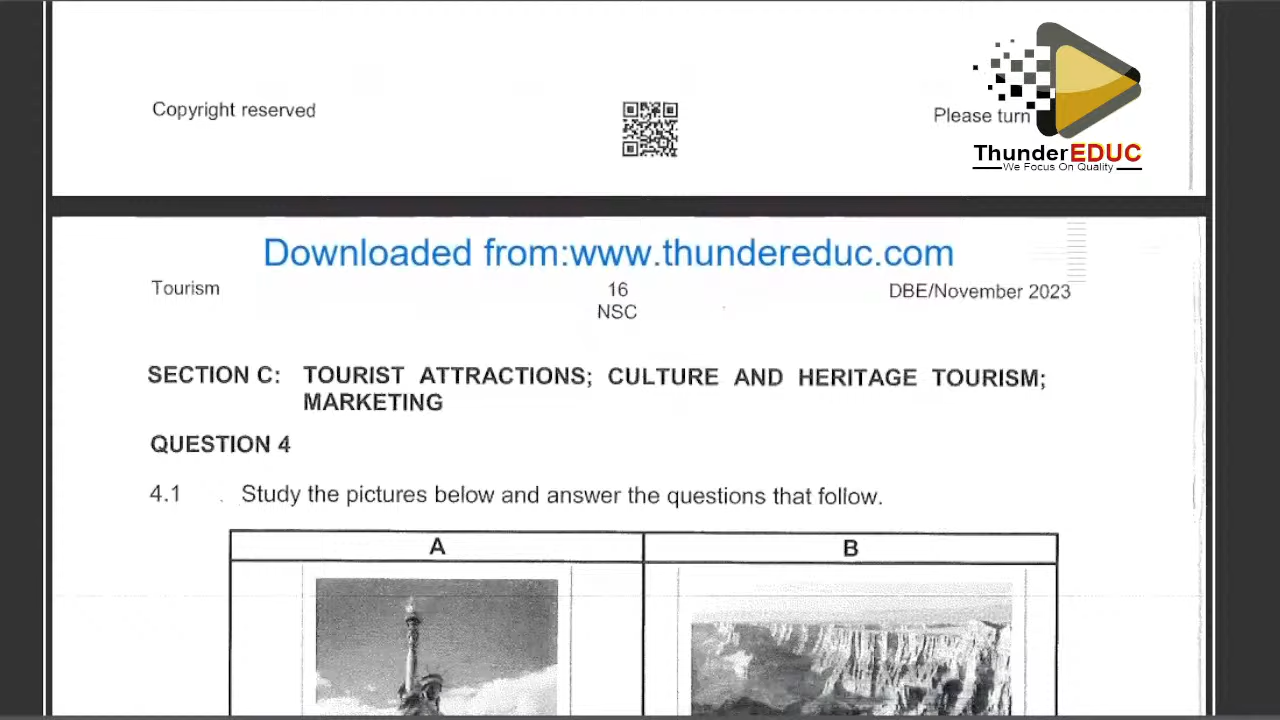 Copyright reserved
Please turn
ThunderEDUC
We Focus On Quality
Downloaded from:www.thundereduc.com
Tourism
16
DBE/November 2023
NSC
SECTION C: TOURIST ATTRACTIONS; CULTURE AND HERITAGE TOURISM;
MARKETING
QUESTION 4
4.1 Study the pictures below and answer the questions that follow.
A
B